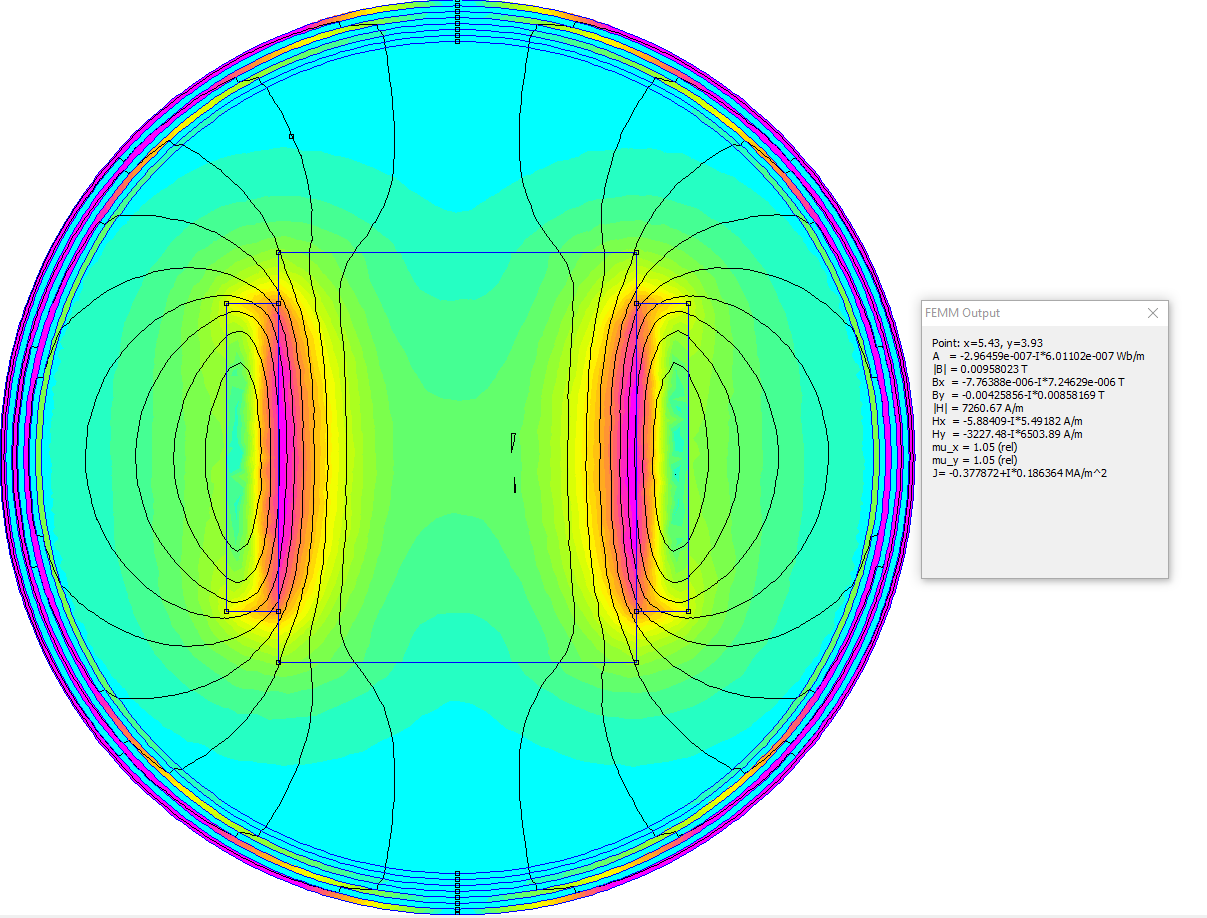 FEMM Output
Point: x=5.43, y=3.93
A = -2.96459e-007-I*6.01102e-007 Wb/m
|B| = 0.00958023 T
Bx = -7.76388e-006-I*7.24629e-006 T
By = -0.00425856-I*0.00858169 T
|H| = 7260.67 A/m
Hx = -5.88409-I*5.49182 A/m
Hy = -3227.48-I*6503.89 A/m
mu_x = 1.05 (rel)
mu_y = 1.05 (rel)
J= -0.377872+I*0.186364 MA/m^2